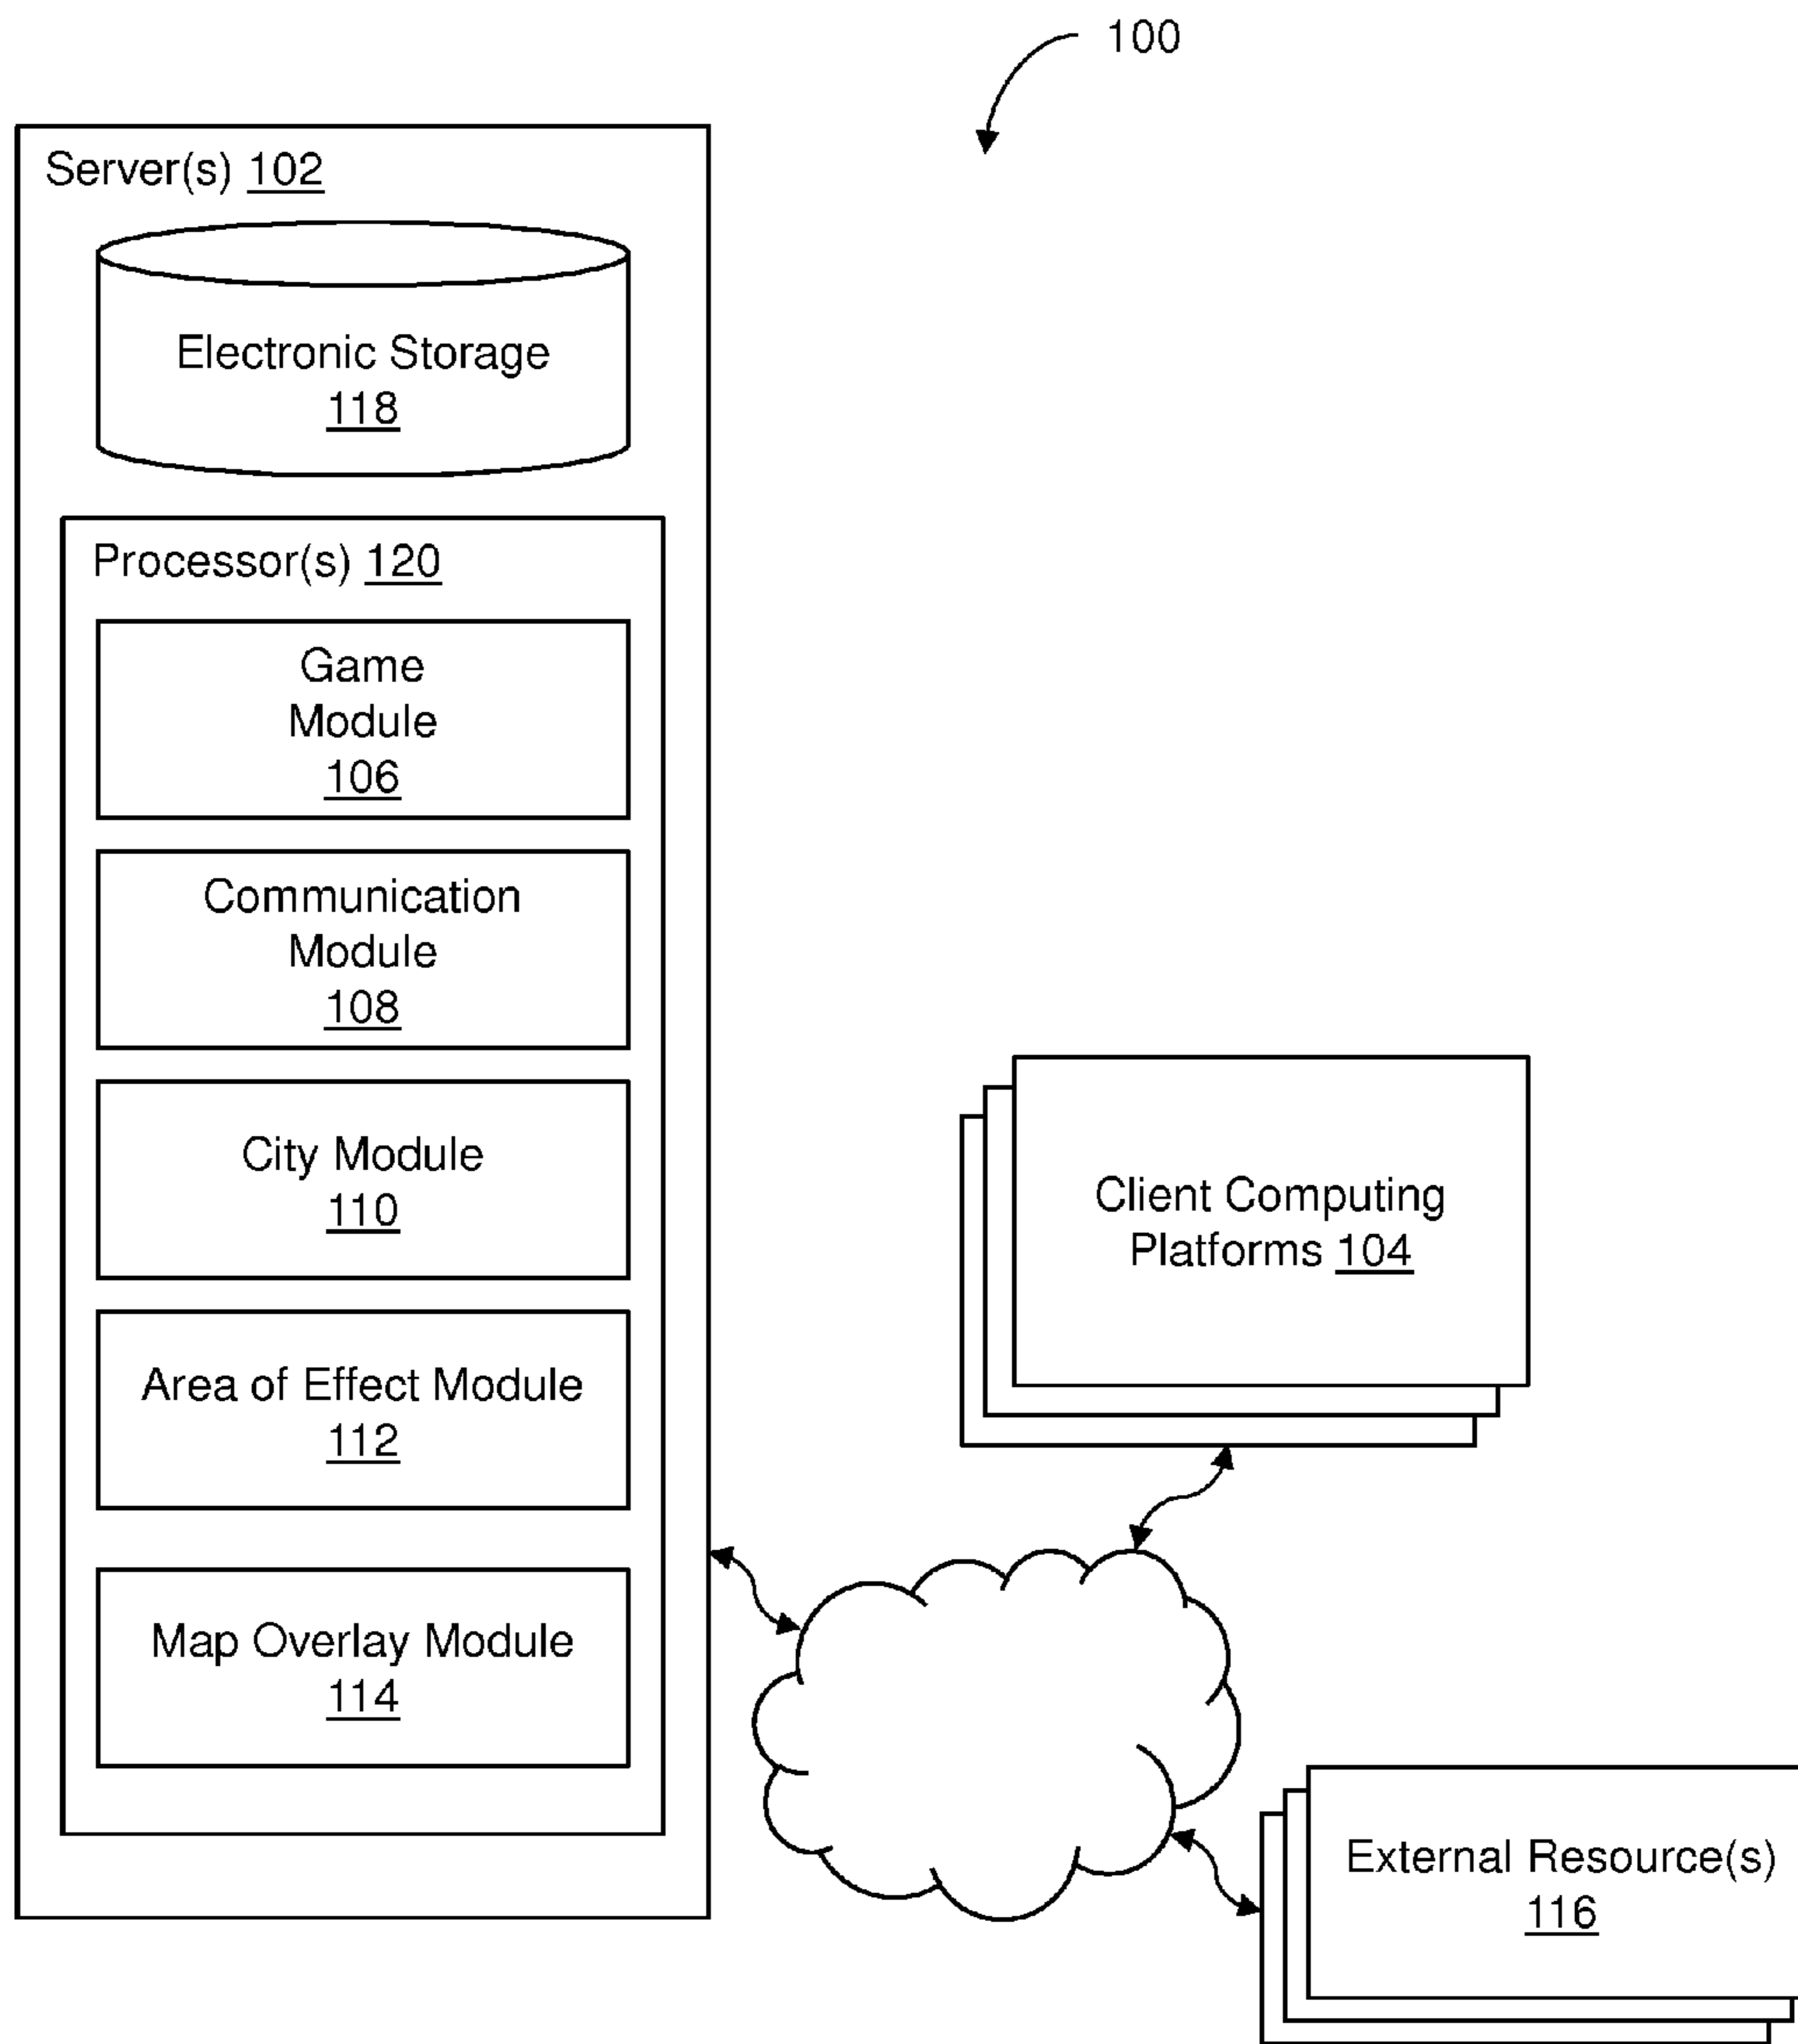 100
Server(s) 102
Electronic Storage
118
Processor(s) 120
Game
Module
106
Communication
Module
108
City Module
110
Area of Effect Module
112
Map Overlay Module
114
Client Computing
Platforms 104
External Resource(s)
116